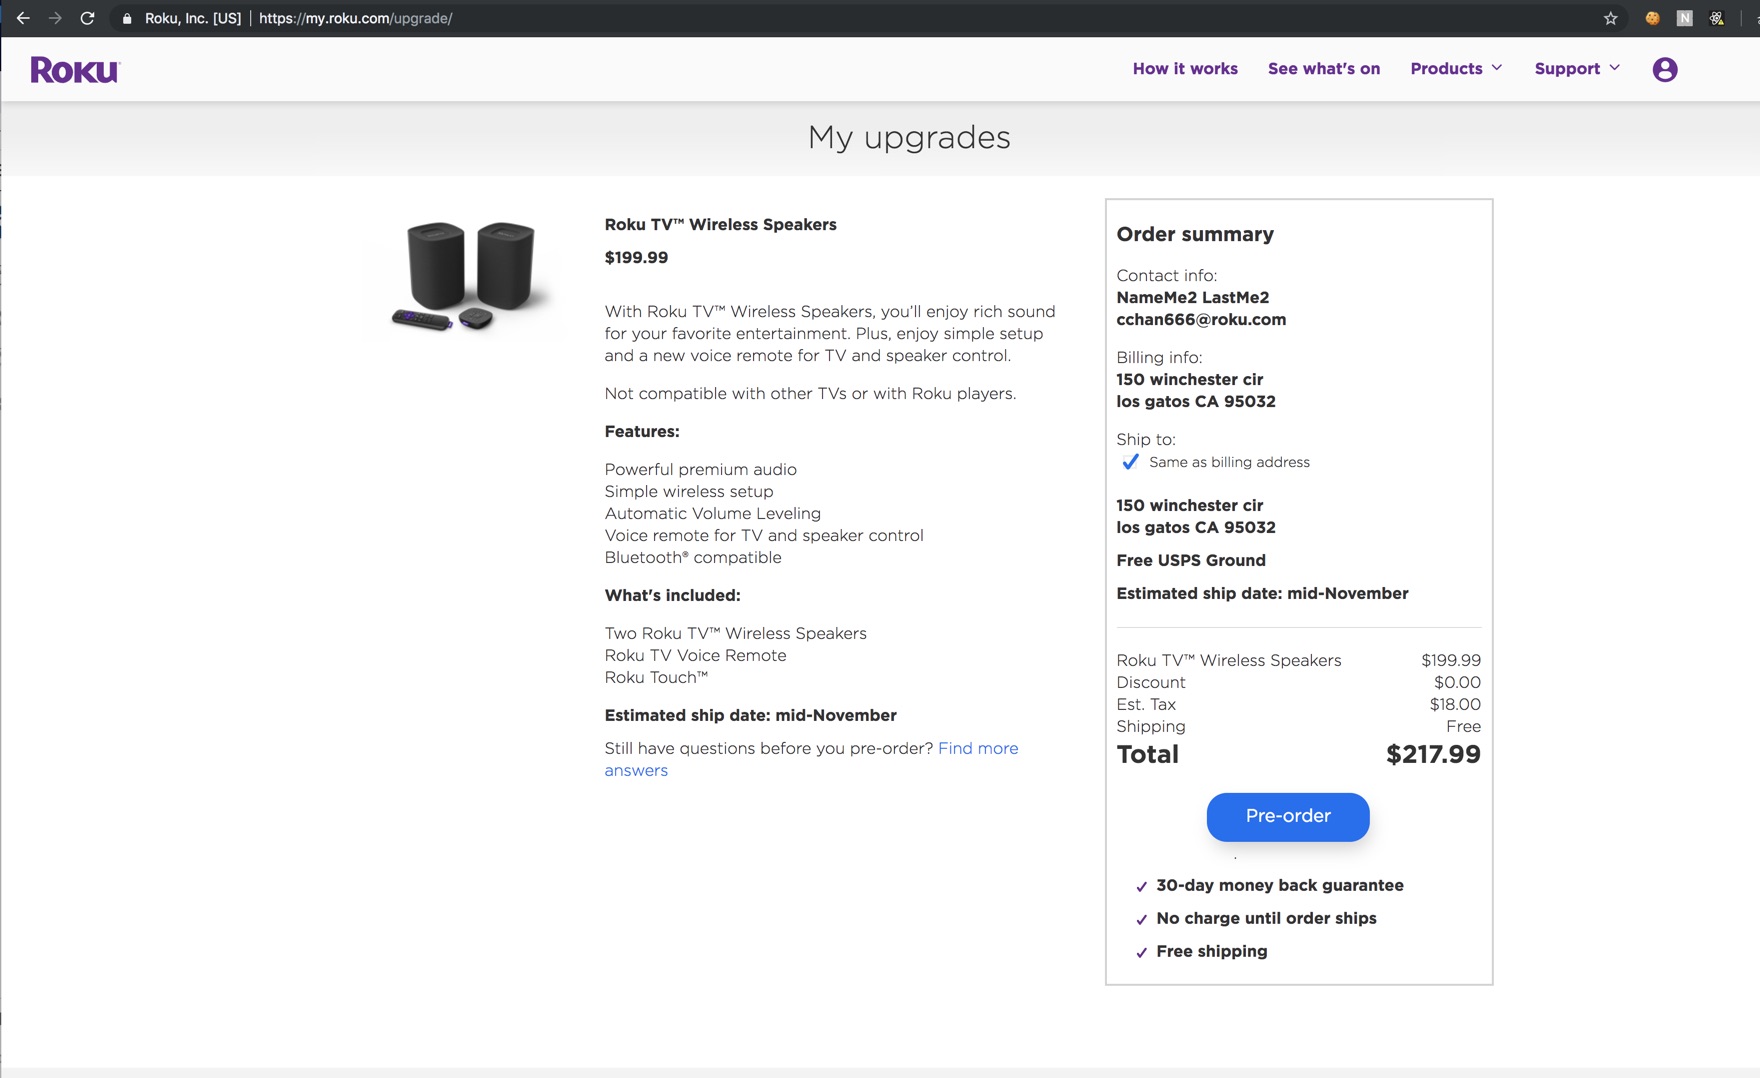 Roku, Inc. [US] | https://my.roku.com/upgrade/
N
Roku
How it works
See what's on
Products
Support
My upgrades
Roku TV™ Wireless Speakers
$199.99
With Roku TV™ Wireless Speakers, you'll enjoy rich sound
for your favorite entertainment. Plus, enjoy simple setup
and a new voice remote for TV and speaker control.
Not compatible with other TVs or with Roku players.
Features:
Powerful premium audio
Simple wireless setup
Automatic Volume Leveling
Voice remote for TV and speaker control
Bluetooth® compatible
What's included:
Two Roku TV™ Wireless Speakers
Roku TV Voice Remote
Roku Touch™
Estimated ship date: mid-November
Still have questions before you pre-order? Find more
answers
Order summary
Contact info:
NameMe2 LastMe2
cchan666@roku.com
Billing info:
150 winchester cir
los gatos CA 95032
Ship to:
Same as billing address
150 winchester cir
los gatos CA 95032
Free USPS Ground
Estimated ship date: mid-November
Roku TV™ Wireless Speakers $199.99
Discount $0.00
Est. Tax $18.00
Shipping Free
Total $217.99
Pre-order
.
30-day money back guarantee
No charge until order ships
Free shipping